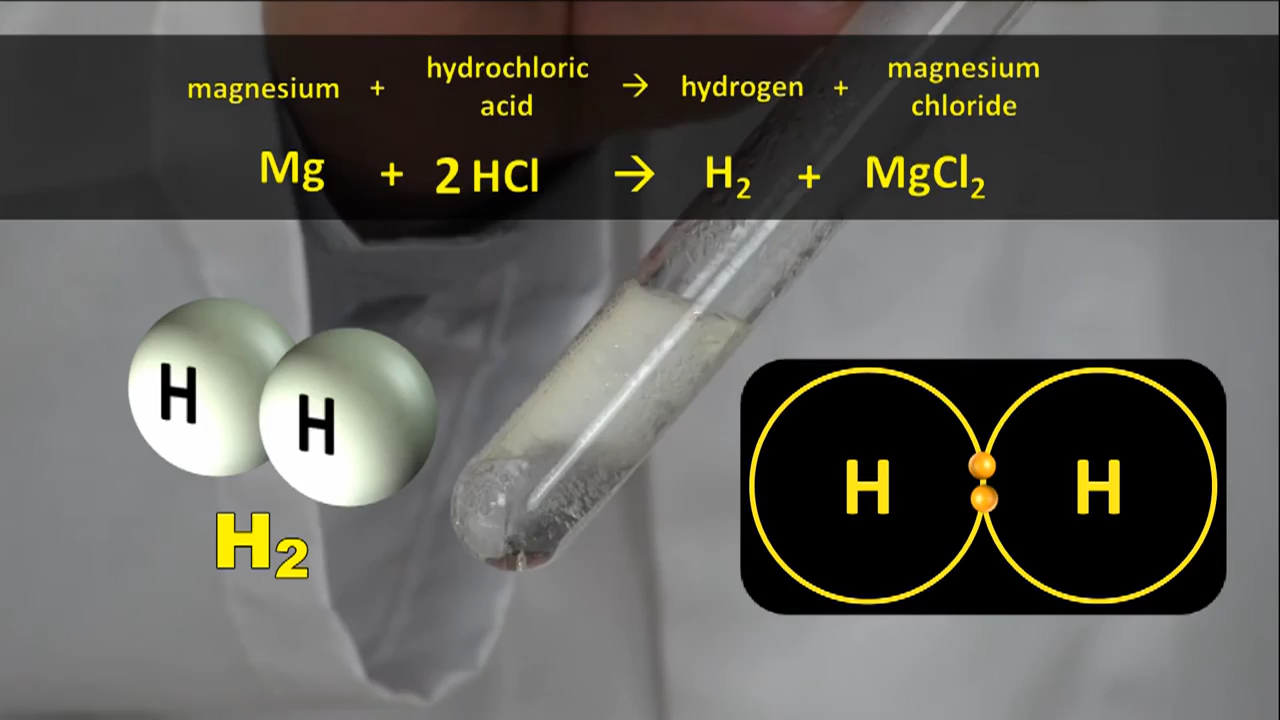 magnesium + hydrochloric acid → hydrogen + magnesium chloride
Mg + 2 HCl → H₂ + MgCl₂
H H
H₂
H H